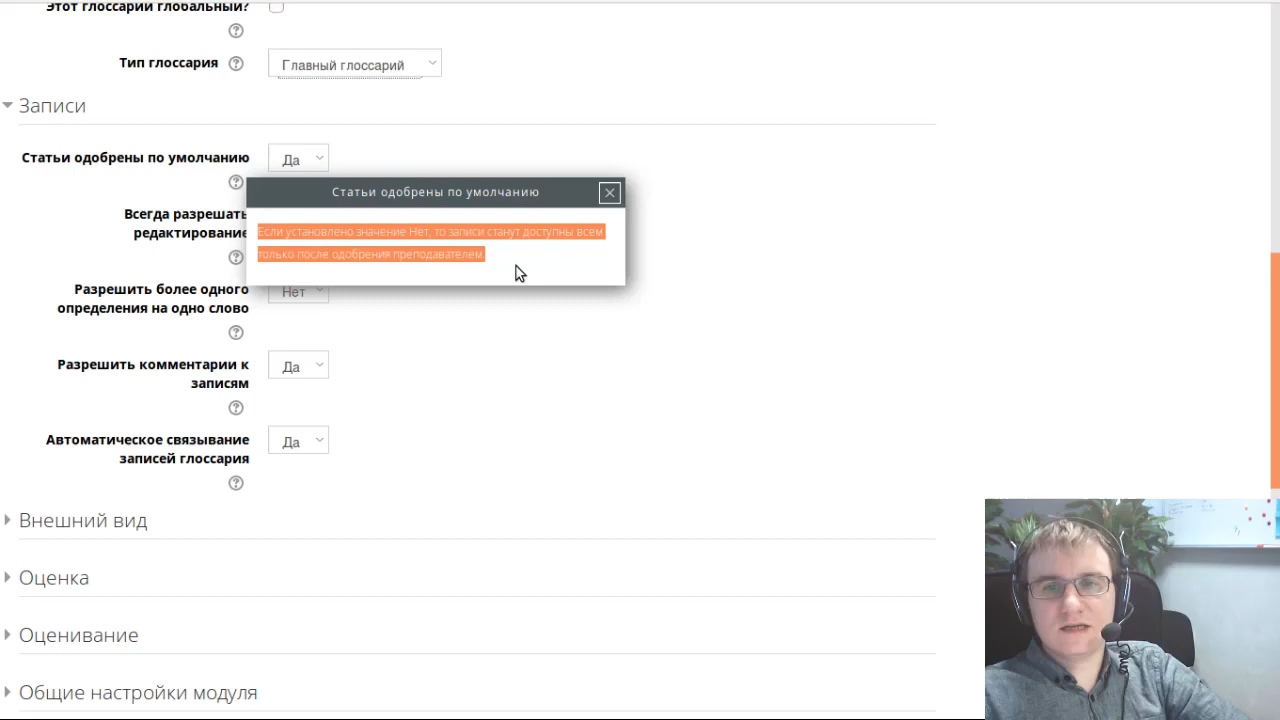 Этот глоссарий глобальный?
Тип глоссария
Главный глоссарий
Записи
Статьи одобрены по умолчанию
Да
Статьи одобрены по умолчанию
Если установлено значение Нет, то записи станут доступны всем
только после одобрения преподавателем.
Всегда разрешать
редактирование
Разрешить более одного
определения на одно слово
Нет
Разрешить комментарии к
записям
Да
Автоматическое связывание
записей глоссария
Да
Внешний вид
Оценка
Оценивание
Общие настройки модуля